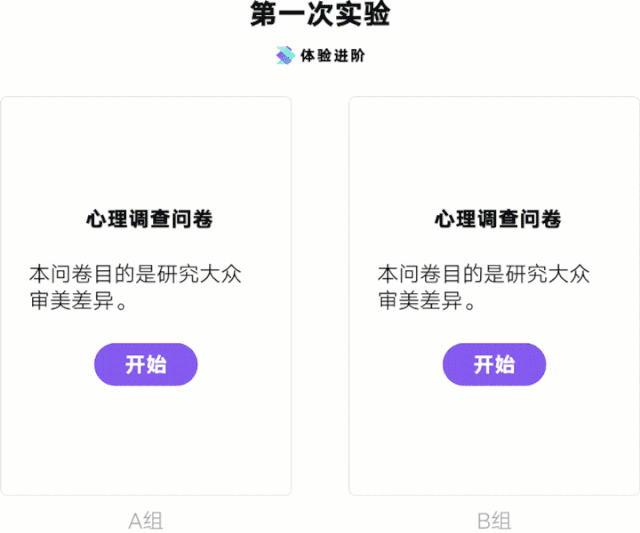 第一次实验
体验进阶
心理调查问卷
本问卷目的是研究大众
审美差异。
开始
A组
心理调查问卷
本问卷目的是研究大众
审美差异。
开始
B组